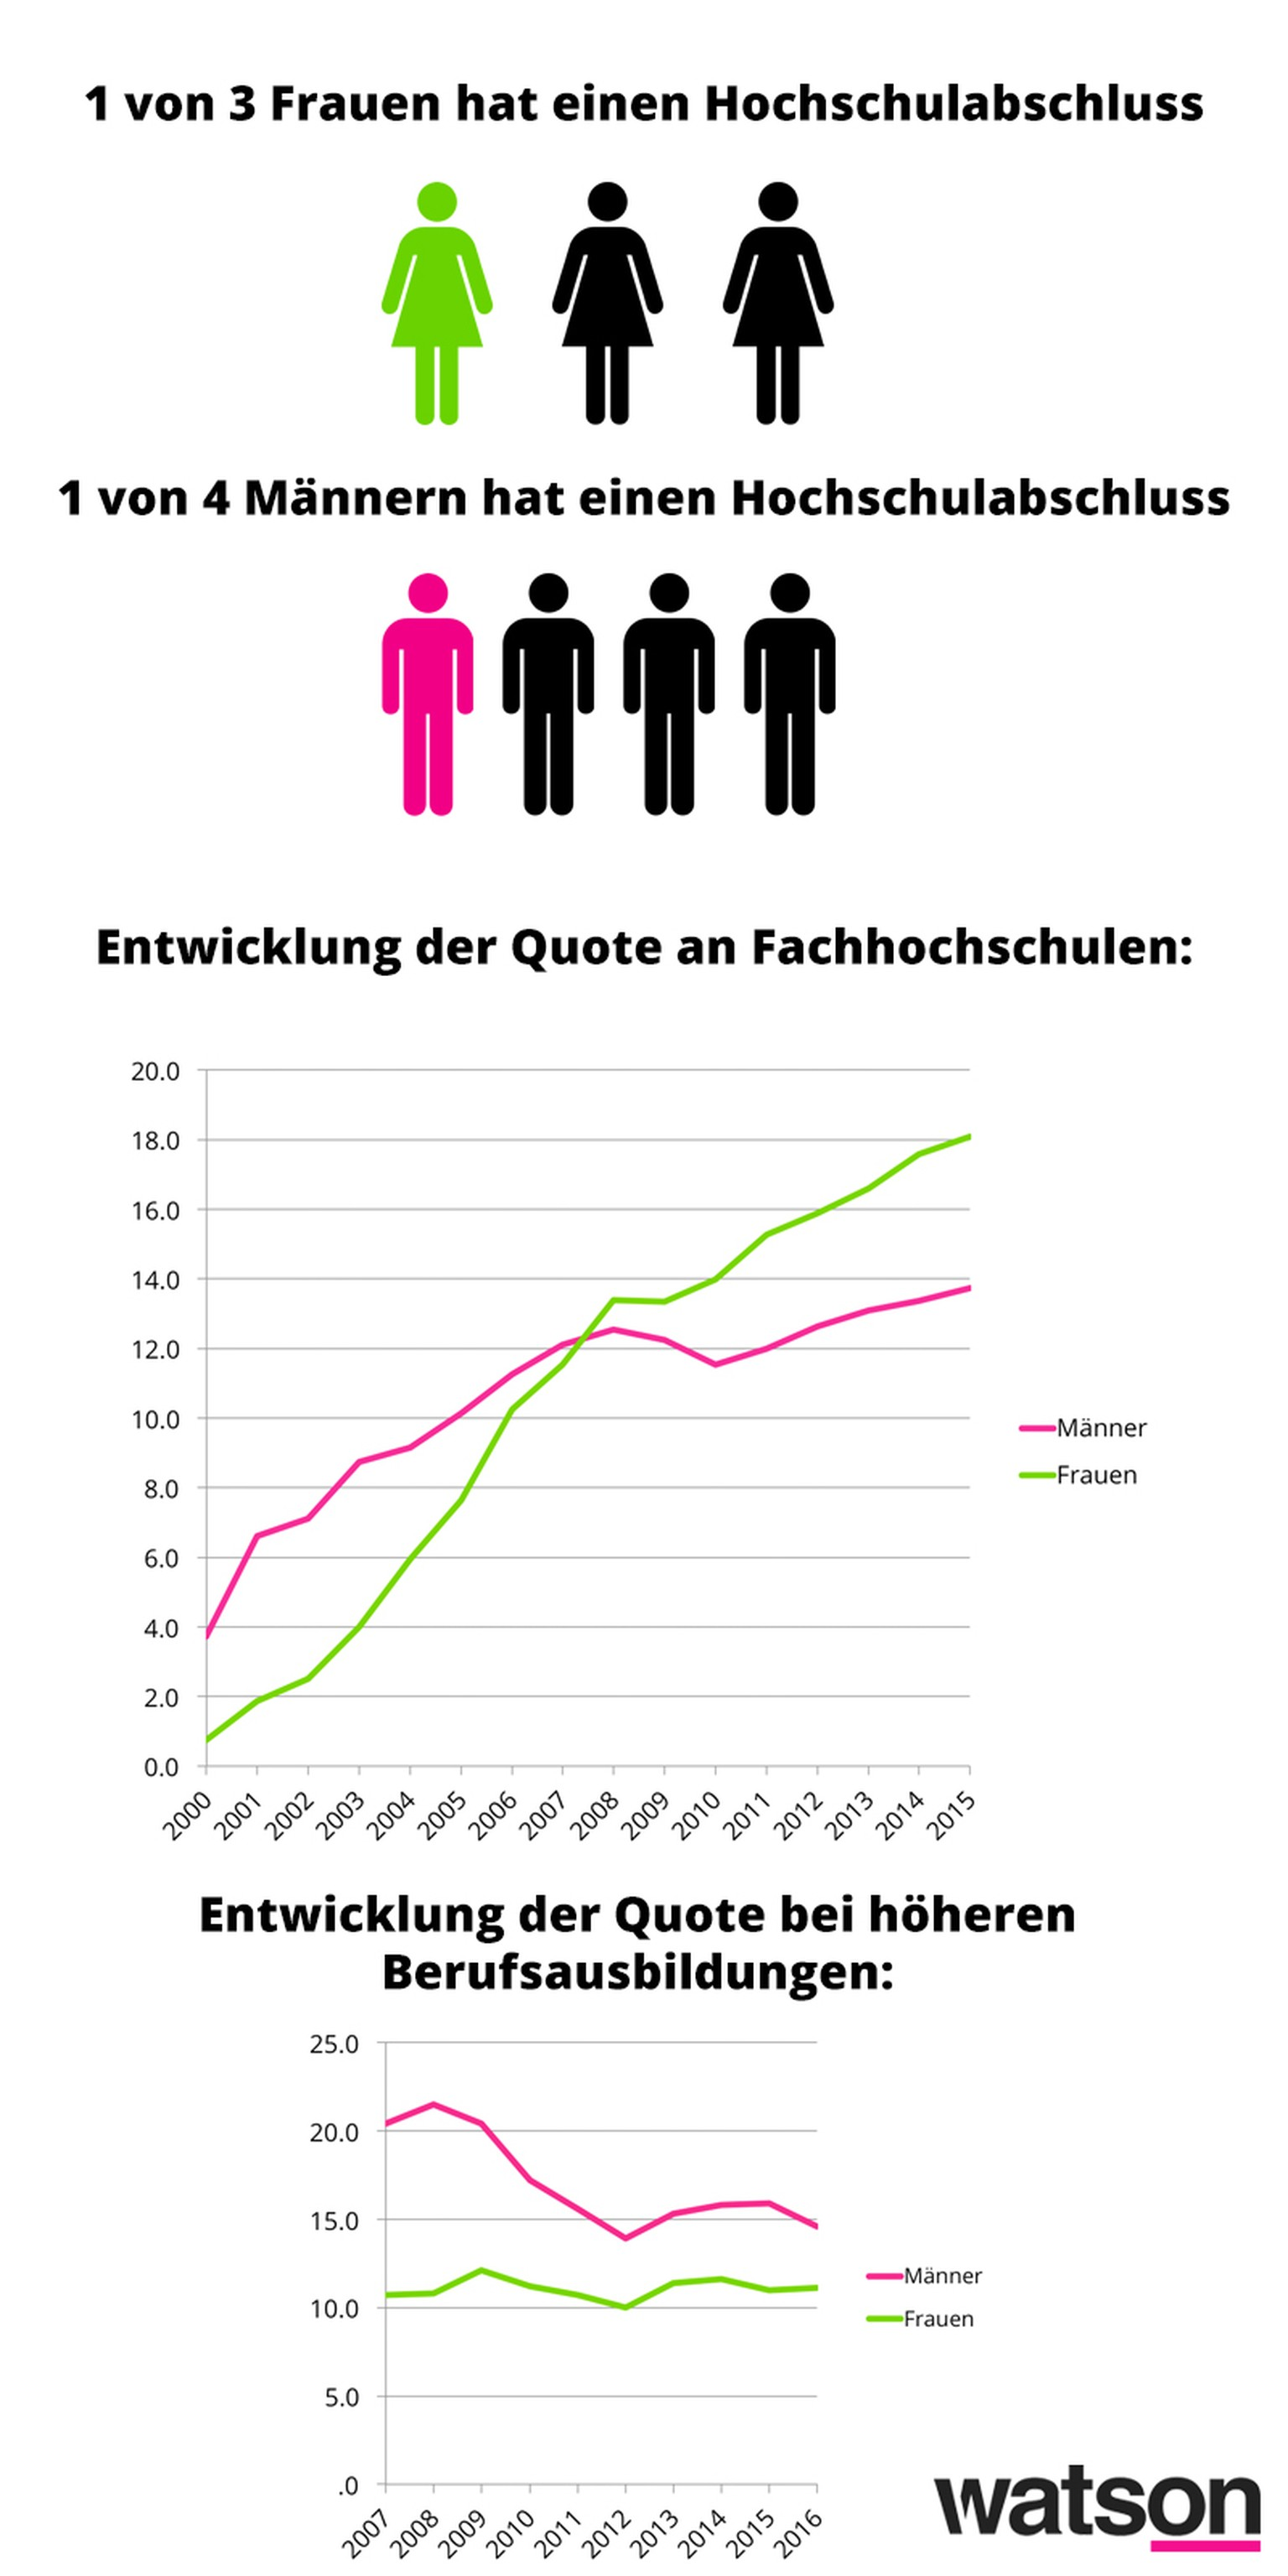 1 von 3 Frauen hat einen Hochschulabschluss
1 von 4 Männern hat einen Hochschulabschluss
Entwicklung der Quote an Fachhochschulen:
20.0
18.0
16.0
14.0
12.0
10.0
8.0
6.0
4.0
2.0
0.0
Männer
Frauen
2000 2001 2002 2003 2004 2005 2006 2007 2008 2009 2010 2011 2012 2013 2014 2015
Entwicklung der Quote bei höheren
Berufsausbildungen:
25.0
20.0
15.0
10.0
5.0
.0
Männer
Frauen
2007 2008 2009 2010 2011 2012 2013 2014 2015 2016
watson